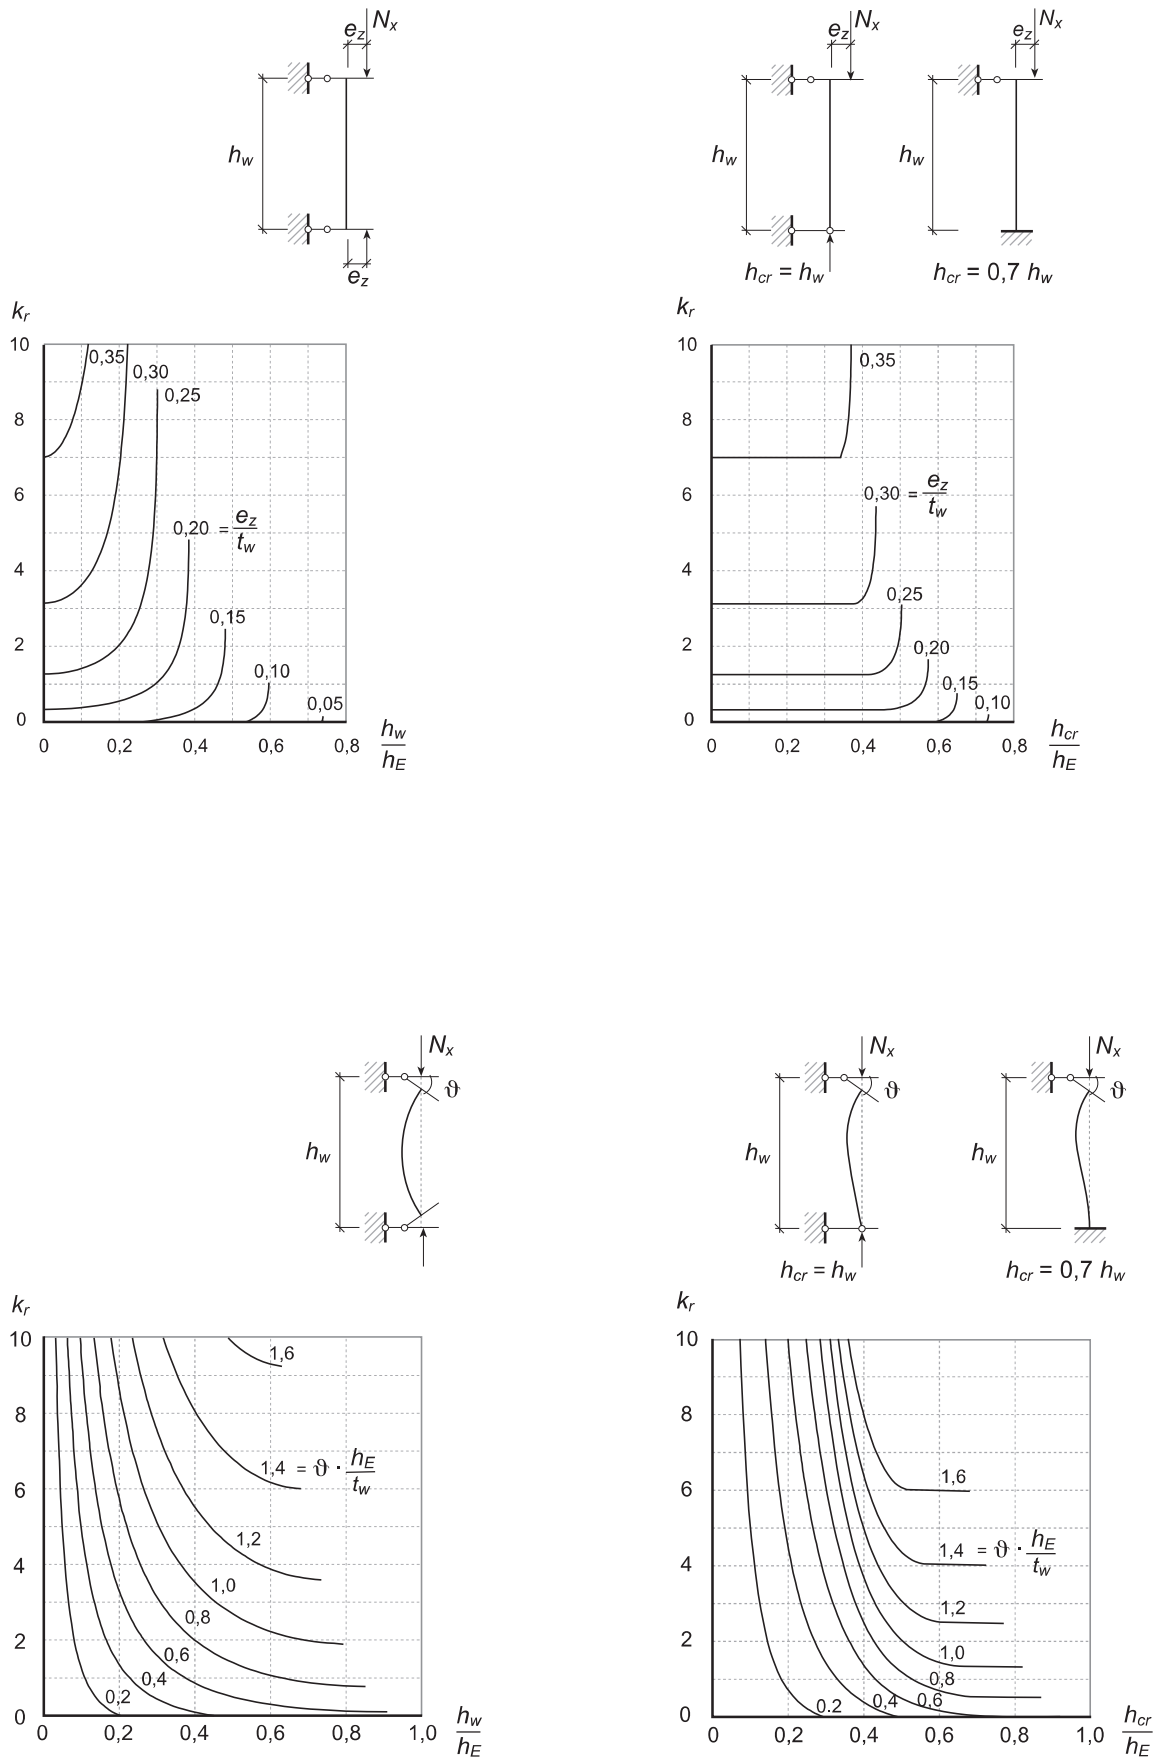 N_x
e_z
h_w
e_z
N_x
e_z
h_w
h_cr = h_w
N_x
e_z
h_w
h_cr = 0,7 h_w
k_r
10
8
6
4
2
0
0,35
0,30
0,25
0,20 = e_z/t_w
0,15
0,10
0,05
0 0,2 0,4 0,6 0,8
h_w/h_E
k_r
10
8
6
4
2
0
0,35
0,30 = e_z/t_w
0,25
0,20
0,15
0,10
0 0,2 0,4 0,6 0,8
h_cr/h_E
N_x
ϑ
h_w
N_x
ϑ
h_w
h_cr = h_w
N_x
ϑ
h_w
h_cr = 0,7 h_w
k_r
10
8
6
4
2
0
1,6
1,4 = ϑ · h_E/t_w
1,2
1,0
0,8
0,6
0,4
0,2
0 0,2 0,4 0,6 0,8 1,0
h_w/h_E
k_r
10
8
6
4
2
0
1,6
1,4 = ϑ · h_E/t_w
1,2
1,0
0,8
0,6
0,4
0.2
0 0,2 0,4 0,6 0,8 1,0
h_cr/h_E